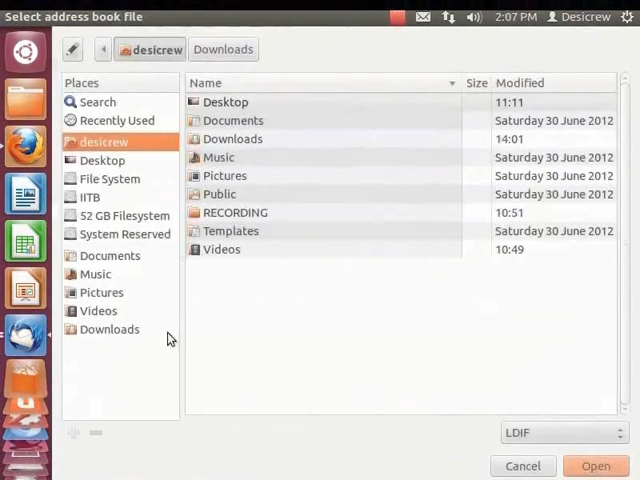 Select address book file
2:07 PM
Desicrew
desicrew
Downloads
Places
Search
Recently Used
desicrew
Desktop
File System
IITB
52 GB Filesystem
System Reserved
Documents
Music
Pictures
Videos
Downloads
Name Size Modified
Desktop 11:11
Documents Saturday 30 June 2012
Downloads 14:01
Music Saturday 30 June 2012
Pictures Saturday 30 June 2012
Public Saturday 30 June 2012
RECORDING 10:51
Templates Saturday 30 June 2012
Videos 10:49
LDIF
Cancel
Open